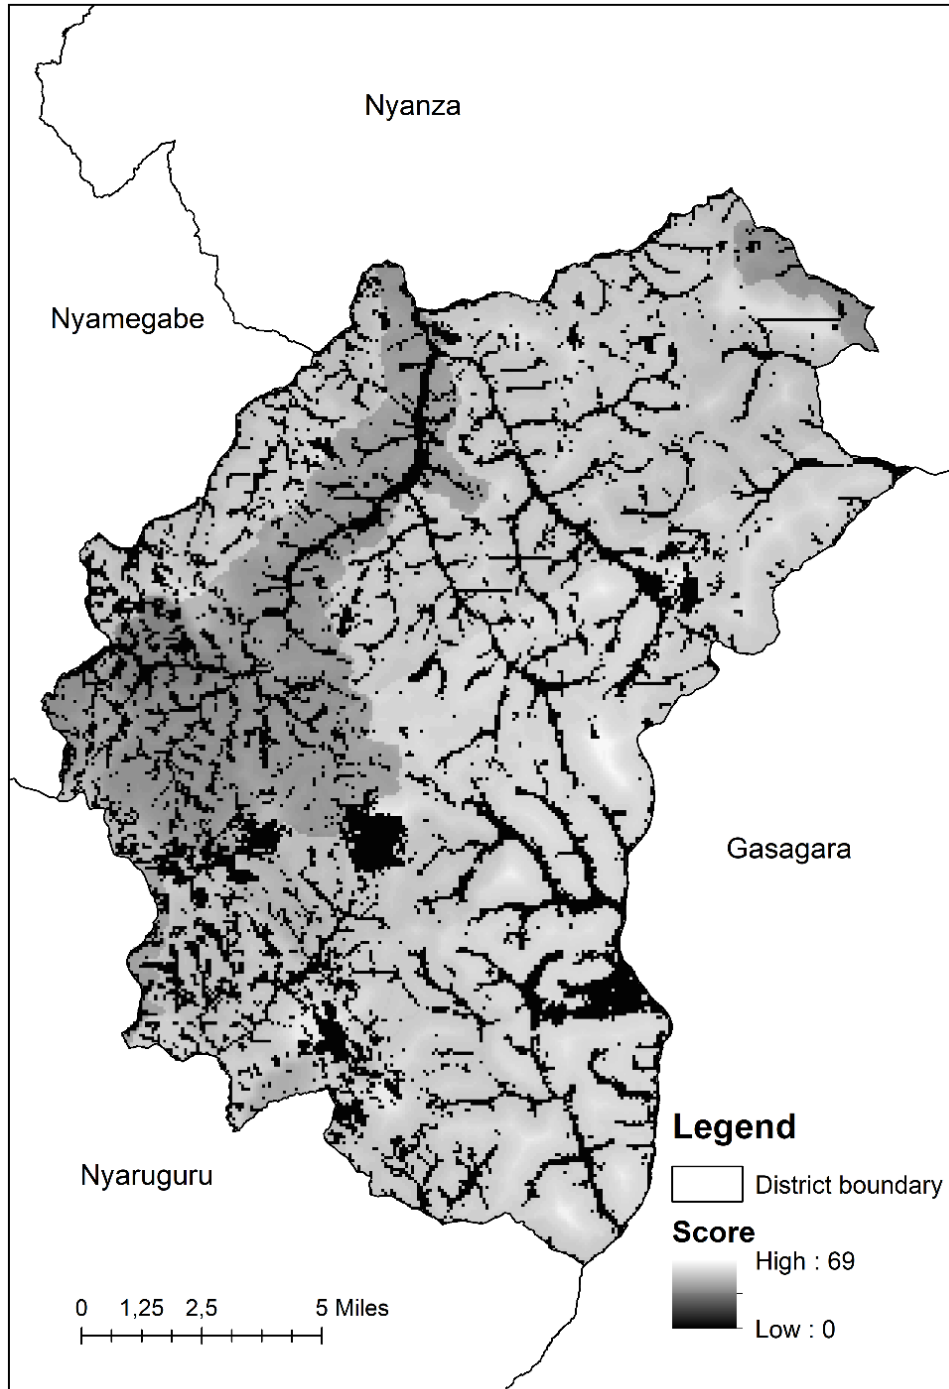 Nyanza
Nyamegabe
Gasagara
Nyaruguru
Legend
District boundary
Score
High : 69
Low : 0
0 1,25 2,5 5 Miles